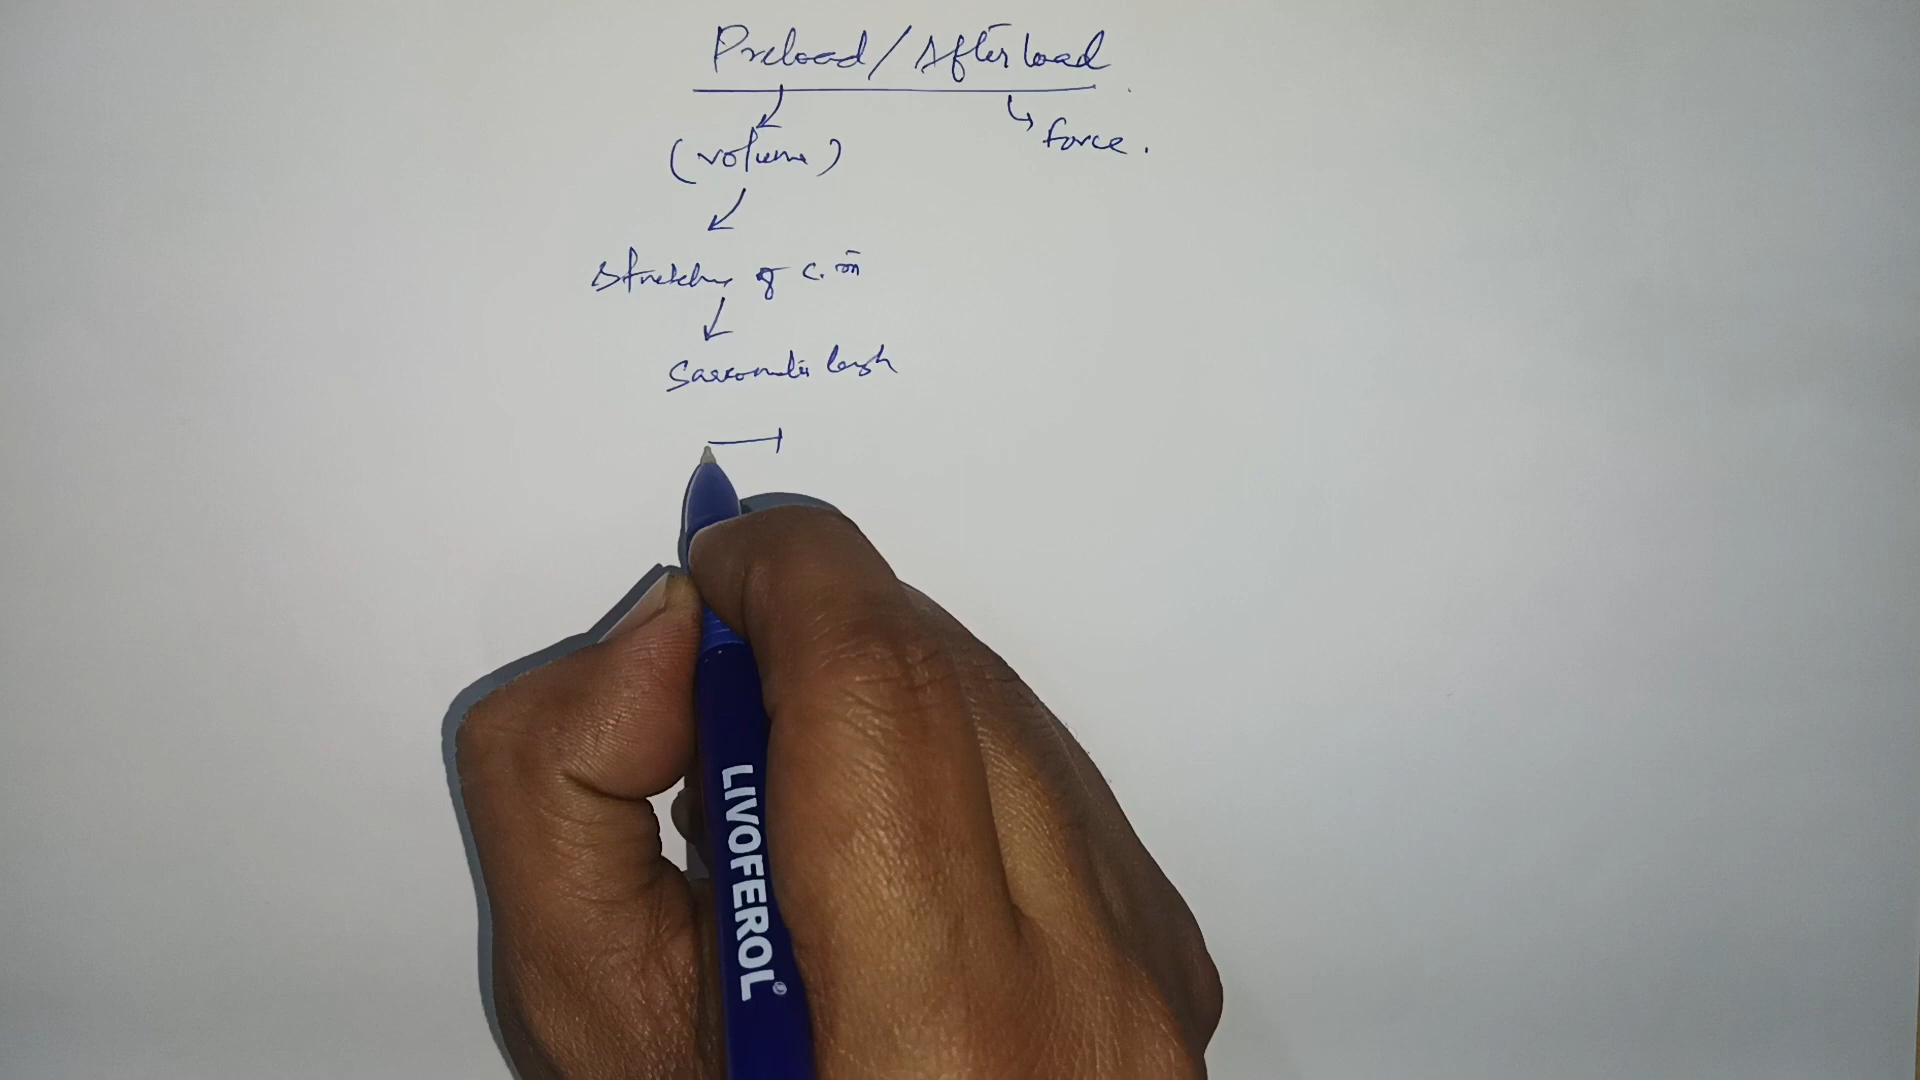 Preload/Afterload
(volume)
force.
Stretching of c. m̄
Sarcomere length
LIVOFEROL®